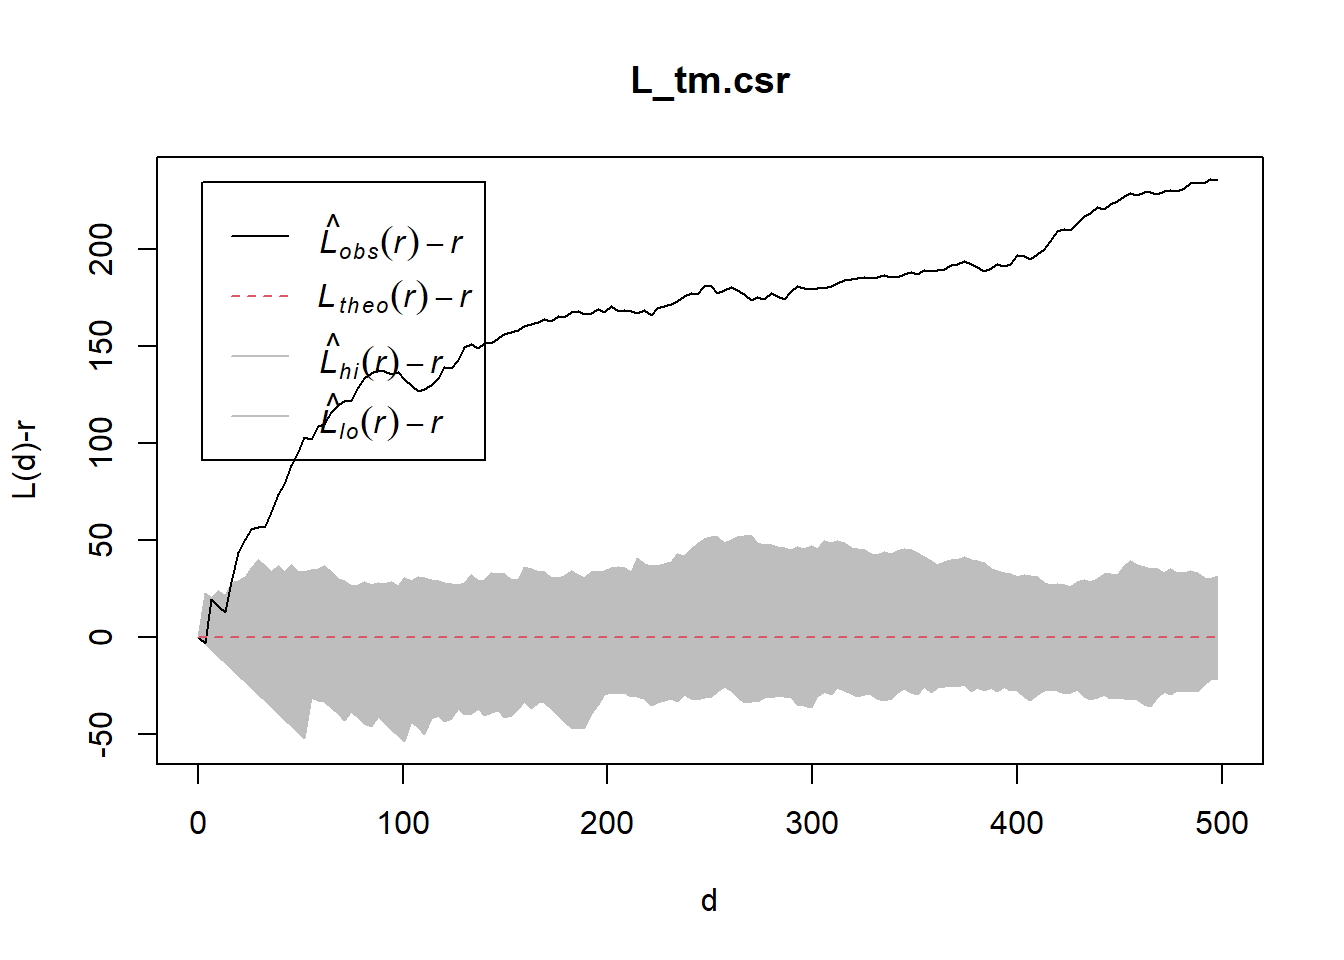 L_tm.csr
L̂obs(r) − r
Ltheo(r) − r
L̂hi(r) − r
L̂lo(r) − r
L(d)-r
200
150
100
50
0
-50
0 100 200 300 400 500
d